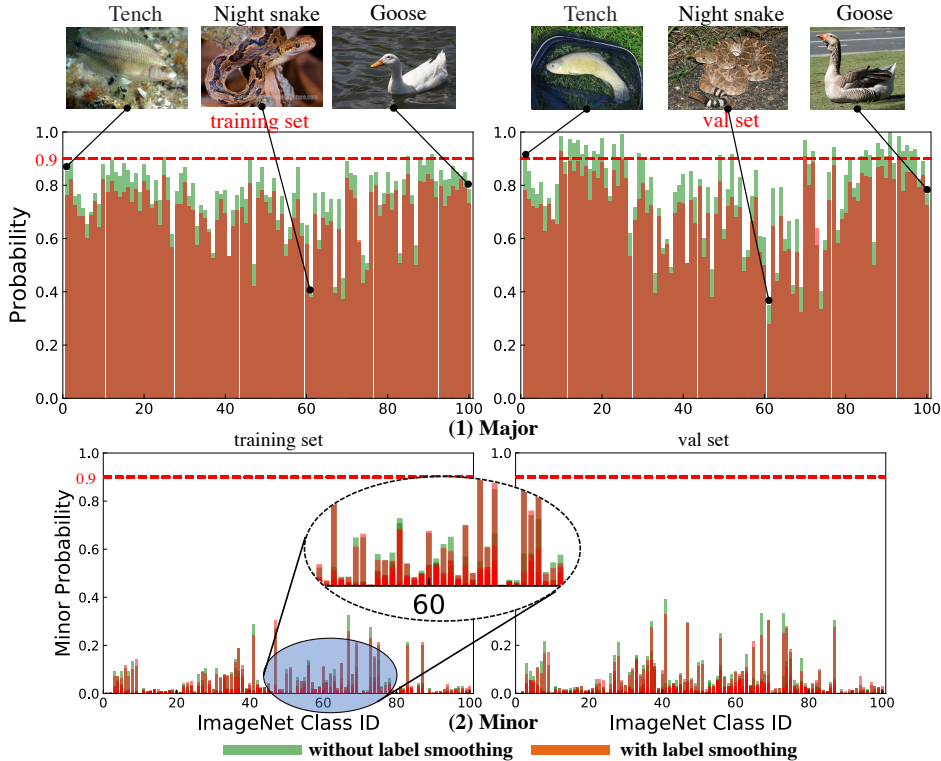 Tench Night snake Goose Tench Night snake Goose
training set val set
Probability
1.0
0.9
0.8
0.6
0.4
0.2
0.0
0 20 40 60 80 100 0 20 40 60 80 100
1.0
0.8
0.6
0.4
0.2
0.0
(1) Major
training set val set
Minor Probability
1.0
0.9
0.8
0.6
0.4
0.2
0.0
60
0 20 40 60 80 100 0 20 40 60 80 100
1.0
0.8
0.6
0.4
0.2
0.0
ImageNet Class ID (2) Minor ImageNet Class ID
without label smoothing with label smoothing